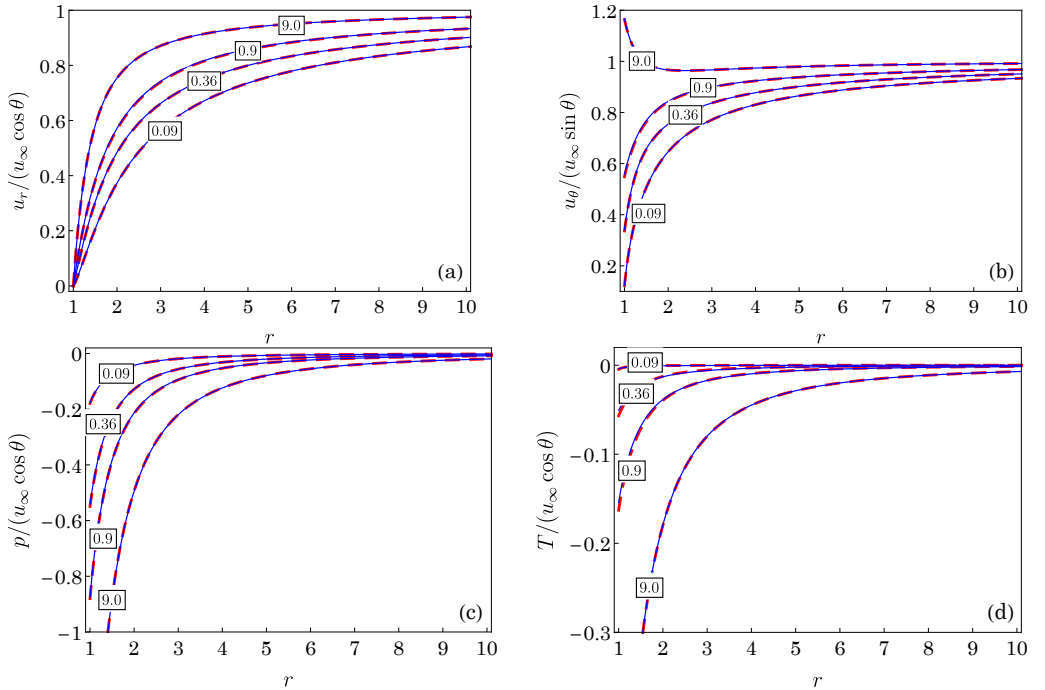 1
0.8
0.6
0.4
0.2
0
u_r/(u_∞ cos θ)
9.0
0.9
0.36
0.09
(a)
1 2 3 4 5 6 7 8 9 10
r
1.2
1
0.8
0.6
0.4
0.2
u_θ/(u_∞ sin θ)
9.0
0.9
0.36
0.09
(b)
1 2 3 4 5 6 7 8 9 10
r
0
−0.2
−0.4
−0.6
−0.8
−1
p/(u_∞ cos θ)
0.09
0.36
0.9
9.0
(c)
1 2 3 4 5 6 7 8 9 10
r
0
−0.1
−0.2
−0.3
T/(u_∞ cos θ)
0.09
0.36
0.9
9.0
(d)
1 2 3 4 5 6 7 8 9 10
r